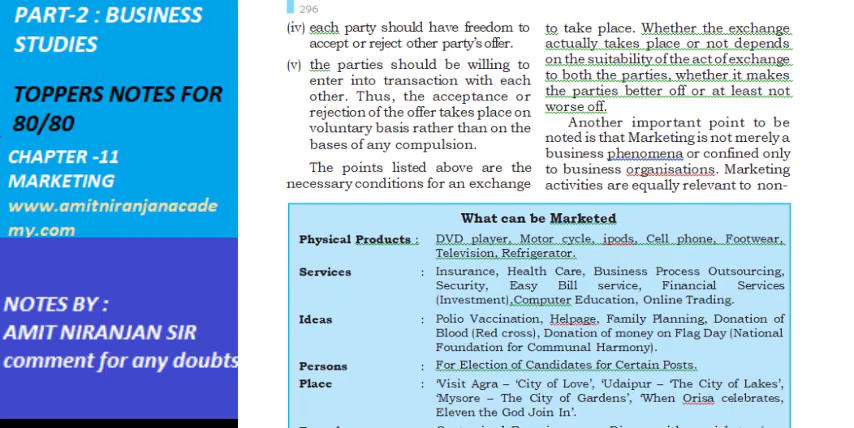 PART-2 : BUSINESS
STUDIES
TOPPERS NOTES FOR
80/80
CHAPTER -11
MARKETING
www.amitniranjanacade
my.com
NOTES BY :
AMIT NIRANJAN SIR
comment for any doubts
296
(iv) each party should have freedom to
accept or reject other party's offer.
(v) the parties should be willing to
enter into transaction with each
other. Thus, the acceptance or
rejection of the offer takes place on
voluntary basis rather than on the
bases of any compulsion.
The points listed above are the
necessary conditions for an exchange
to take place. Whether the exchange
actually takes place or not depends
on the suitability of the act of exchange
to both the parties, whether it makes
the parties better off or at least not
worse off.
Another important point to be
noted is that Marketing is not merely a
business phenomena or confined only
to business organisations. Marketing
activities are equally relevant to non-
What can be Marketed
Physical Products : DVD player, Motor cycle, ipods, Cell phone, Footwear,
Television, Refrigerator.
Services : Insurance, Health Care, Business Process Outsourcing,
Security, Easy Bill service, Financial Services
(Investment),Computer Education, Online Trading.
Ideas : Polio Vaccination, Helpage, Family Planning, Donation of
Blood (Red cross), Donation of money on Flag Day (National
Foundation for Communal Harmony).
Persons : For Election of Candidates for Certain Posts.
Place : 'Visit Agra – 'City of Love', 'Udaipur – 'The City of Lakes',
'Mysore – The City of Gardens', 'When Orisa celebrates,
Eleven the God Join In'.